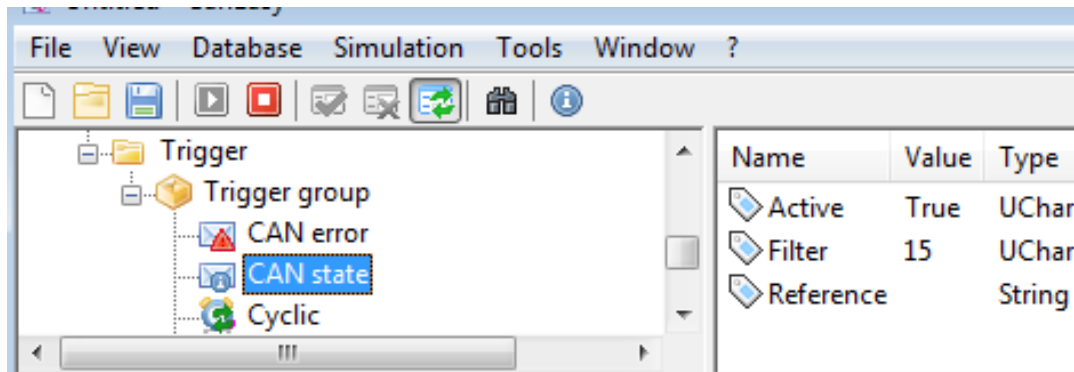 File View Database Simulation Tools Window ?
Trigger
Trigger group
CAN error
CAN state
Cyclic
Name Value Type
Active True UChar
Filter 15 UChar
Reference String